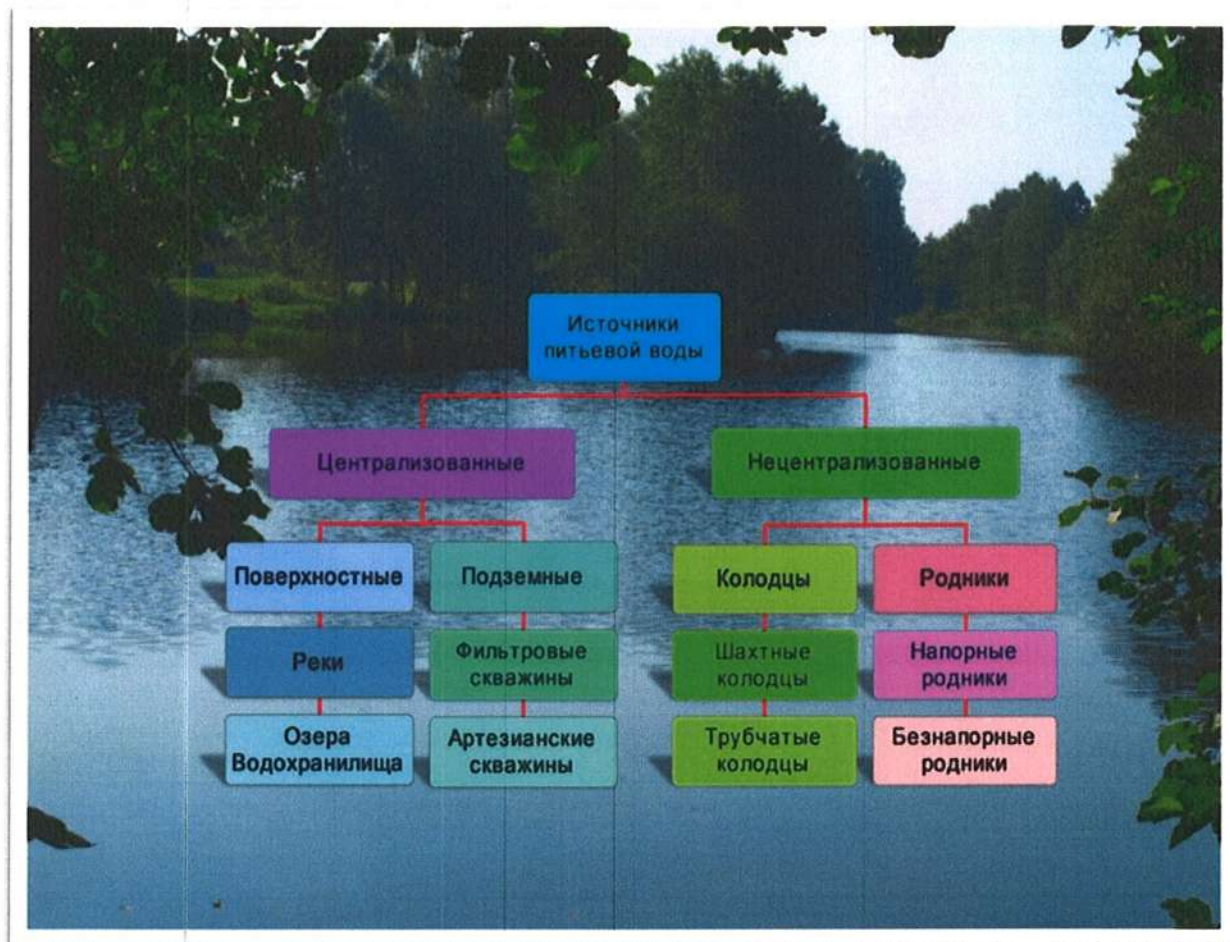 Источники
питьевой воды
Централизованные
Нецентрализованные
Поверхностные
Подземные
Колодцы
Родники
Реки
Фильтровые
скважины
Шахтные
колодцы
Напорные
родники
Озера
Водохранилища
Артезианские
скважины
Трубчатые
колодцы
Безнапорные
родники